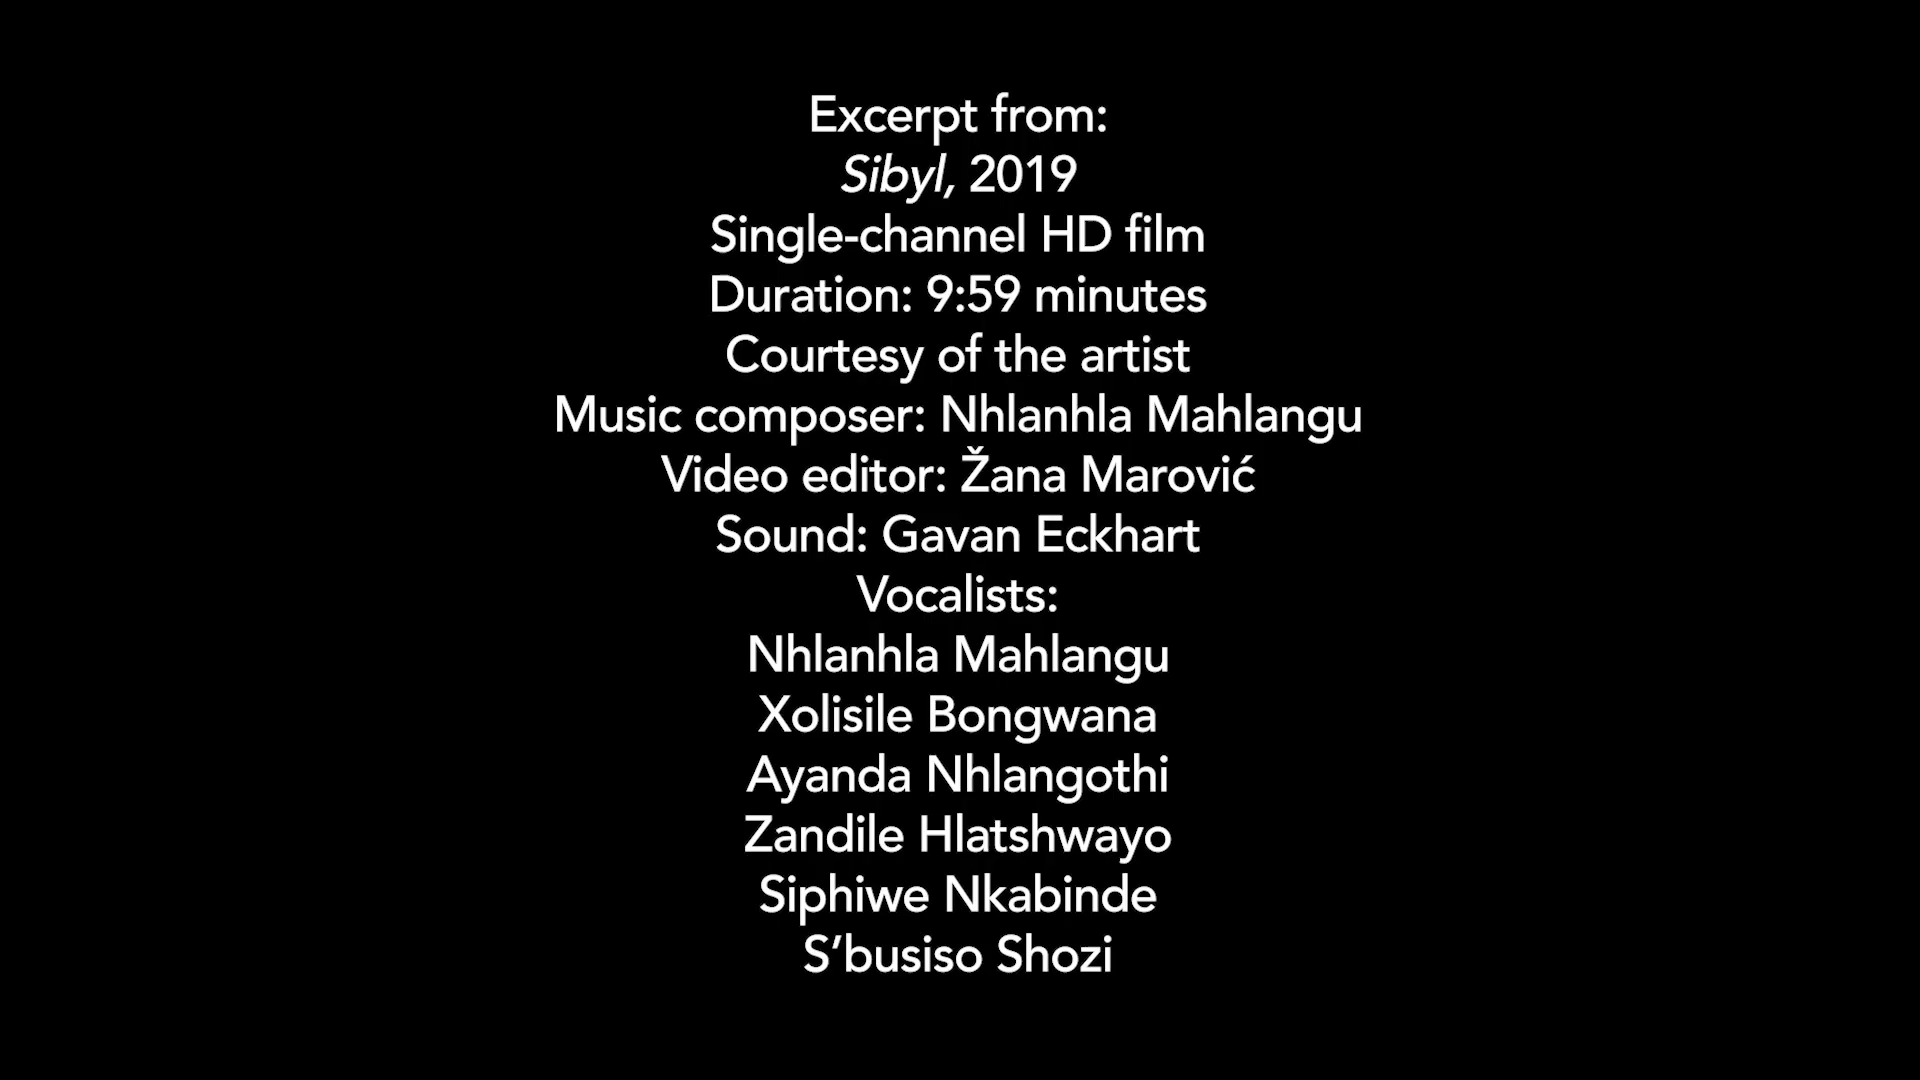 Excerpt from:
Sibyl, 2019
Single-channel HD film
Duration: 9:59 minutes
Courtesy of the artist
Music composer: Nhlanhla Mahlangu
Video editor: Žana Marović
Sound: Gavan Eckhart
Vocalists:
Nhlanhla Mahlangu
Xolisile Bongwana
Ayanda Nhlangothi
Zandile Hlatshwayo
Siphiwe Nkabinde
S’busiso Shozi